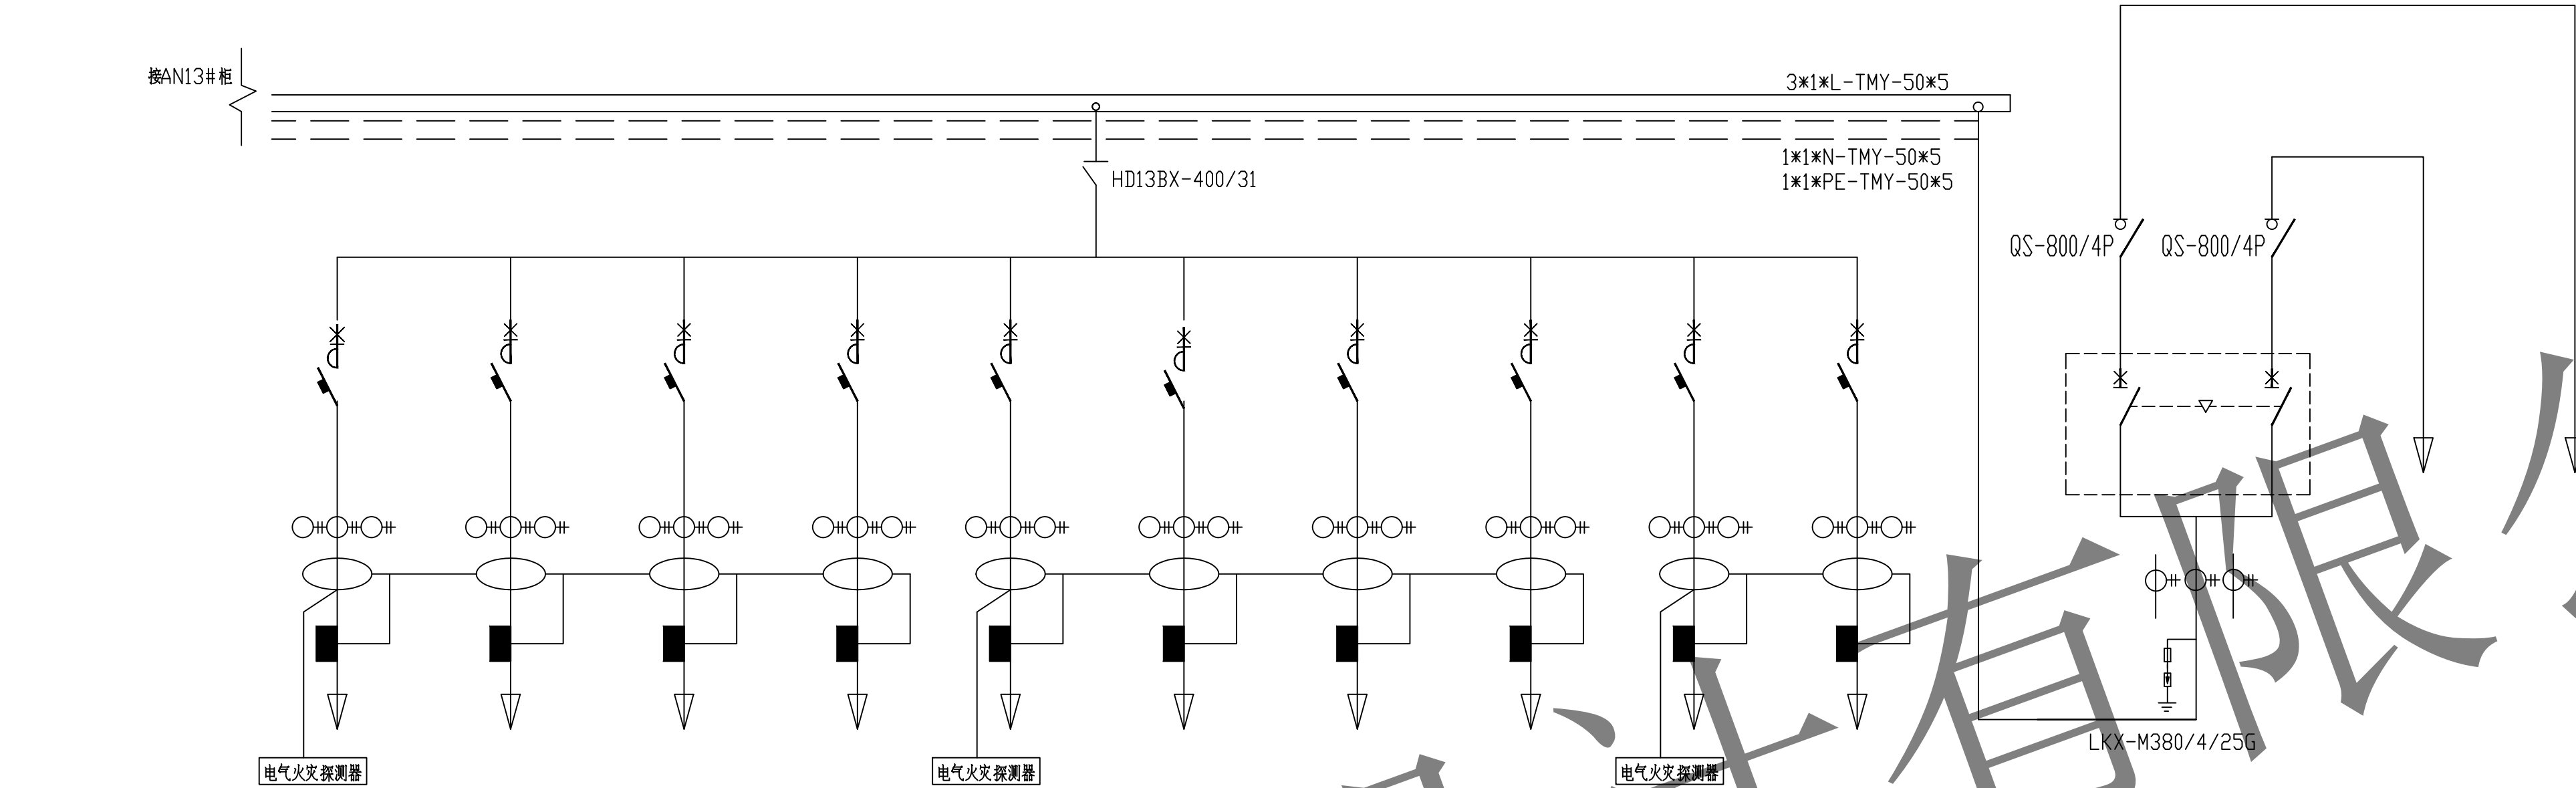 接AN13#柜
3*1*L-TMY-50*5
1*1*N-TMY-50*5
1*1*PE-TMY-50*5
HD13BX-400/31
QS-800/4P
QS-800/4P
LKX-M380/4/25G
电气火灾探测器
电气火灾探测器
电气火灾探测器
有限